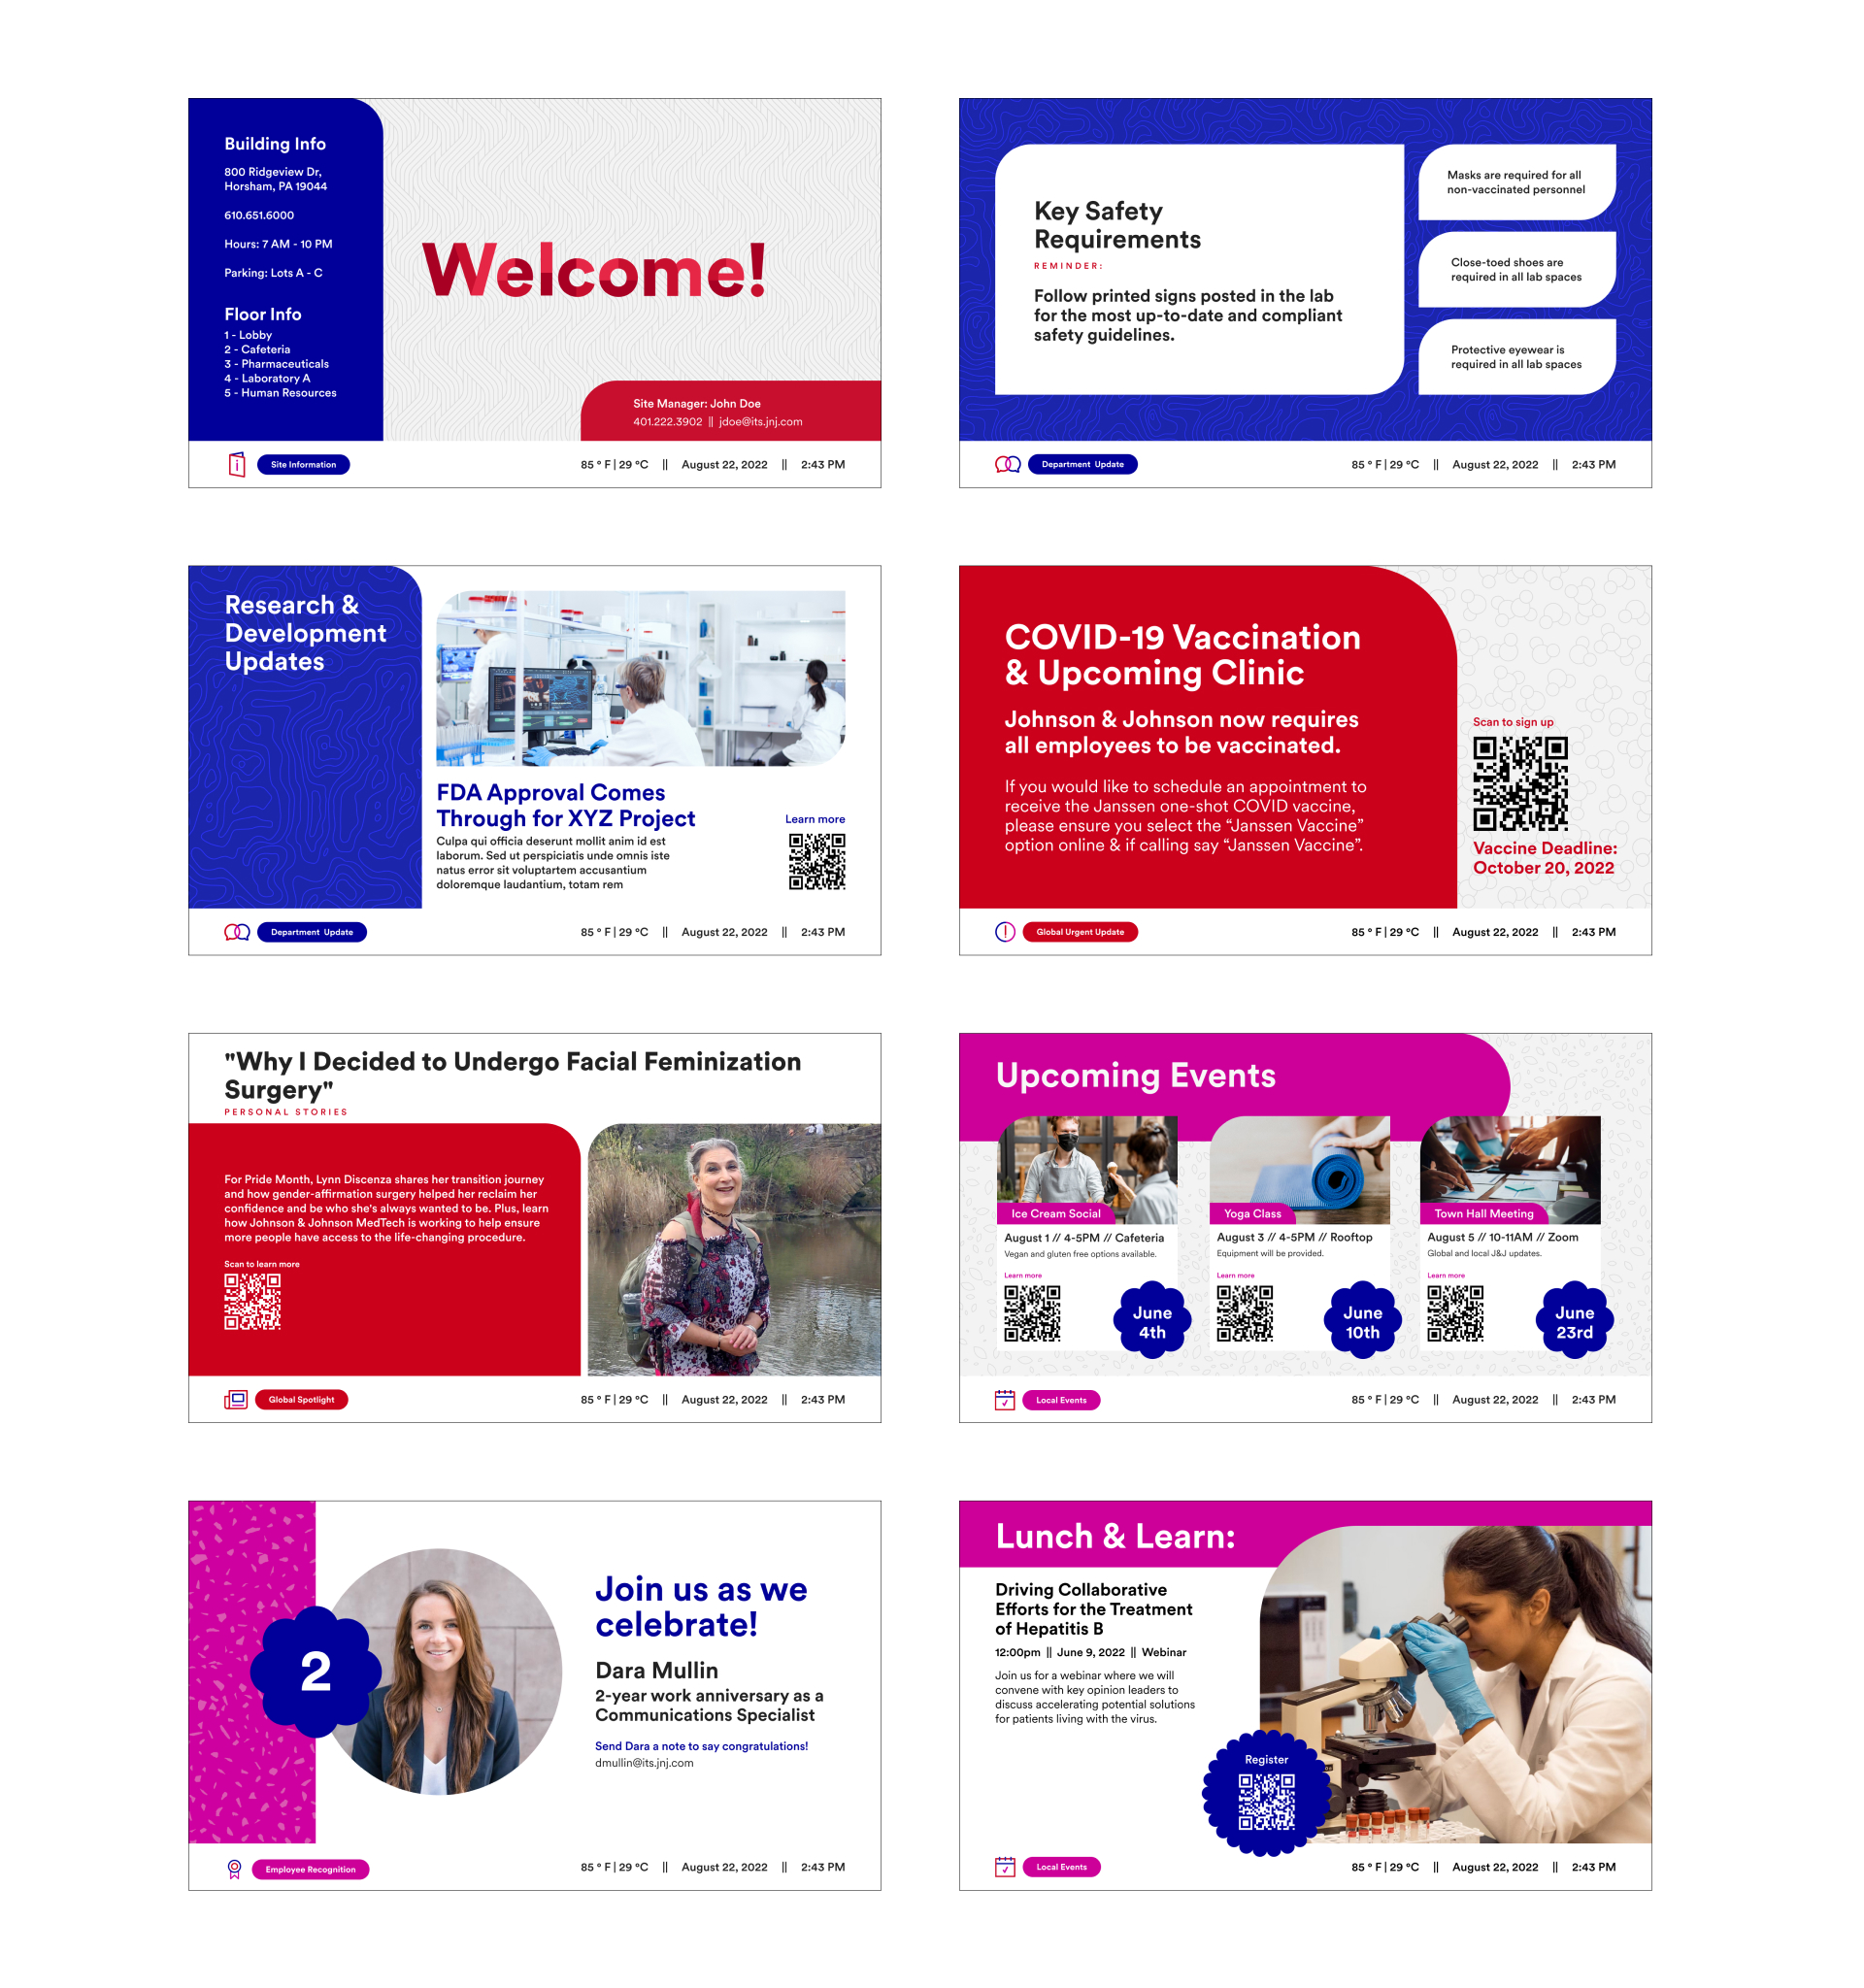 Building Info
800 Ridgeview Dr,
Horsham, PA 19044
610.651.6000
Hours: 7 AM - 10 PM
Parking: Lots A - C
Floor Info
1 - Lobby
2 - Cafeteria
3 - Pharmaceuticals
4 - Laboratory A
5 - Human Resources
Welcome!
Site Manager: John Doe
401.222.3902 || jdoe@its.jnj.com
Site Information
85 ° F | 29 °C || August 22, 2022 || 2:43 PM
Key Safety
Requirements
REMINDER:
Follow printed signs posted in the lab
for the most up-to-date and compliant
safety guidelines.
Masks are required for all
non-vaccinated personnel
Close-toed shoes are
required in all lab spaces
Protective eyewear is
required in all lab spaces
Department Update
85 ° F | 29 °C || August 22, 2022 || 2:43 PM
Research &
Development
Updates
FDA Approval Comes
Through for XYZ Project
Culpa qui officia deserunt mollit anim id est
laborum. Sed ut perspiciatis unde omnis iste
natus error sit voluptartem accusantium
doloremque laudantium, totam rem
Learn more
Department Update
85 ° F | 29 °C || August 22, 2022 || 2:43 PM
COVID-19 Vaccination
& Upcoming Clinic
Johnson & Johnson now requires
all employees to be vaccinated.
If you would like to schedule an appointment to
receive the Janssen one-shot COVID vaccine,
please ensure you select the “Janssen Vaccine”
option online & if calling say “Janssen Vaccine”.
Scan to sign up
Vaccine Deadline:
October 20, 2022
Global Urgent Update
85 ° F | 29 °C || August 22, 2022 || 2:43 PM
"Why I Decided to Undergo Facial Feminization
Surgery"
PERSONAL STORIES
For Pride Month, Lynn Discenza shares her transition journey
and how gender-affirmation surgery helped her reclaim her
confidence and be who she's always wanted to be. Plus, learn
how Johnson & Johnson MedTech is working to help ensure
more people have access to the life-changing procedure.
Scan to learn more
Global Spotlight
85 ° F | 29 °C || August 22, 2022 || 2:43 PM
Upcoming Events
Ice Cream Social
August 1 // 4-5PM // Cafeteria
Vegan and gluten free options available.
Learn more
June
4th
Yoga Class
August 3 // 4-5PM // Rooftop
Equipment will be provided.
Learn more
June
10th
Town Hall Meeting
August 5 // 10-11AM // Zoom
Global and local J&J updates.
Learn more
June
23rd
Local Events
85 ° F | 29 °C || August 22, 2022 || 2:43 PM
2
Join us as we
celebrate!
Dara Mullin
2-year work anniversary as a
Communications Specialist
Send Dara a note to say congratulations!
dmullin@its.jnj.com
Employee Recognition
85 ° F | 29 °C || August 22, 2022 || 2:43 PM
Lunch & Learn:
Driving Collaborative
Efforts for the Treatment
of Hepatitis B
12:00pm || June 9, 2022 || Webinar
Join us for a webinar where we will
convene with key opinion leaders to
discuss accelerating potential solutions
for patients living with the virus.
Register
Local Events
85 ° F | 29 °C || August 22, 2022 || 2:43 PM